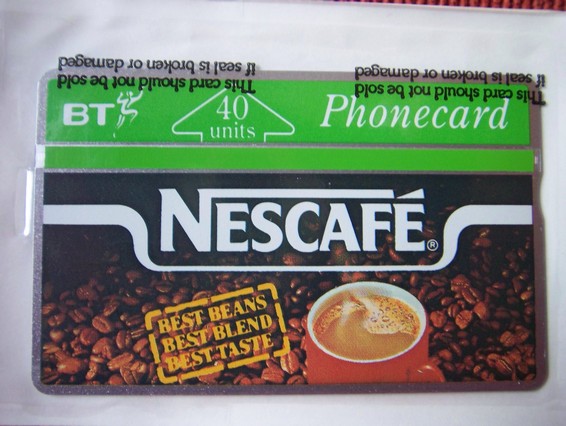 This card should not be sold
if seal is broken or damaged
This card should not be sold
if seal is broken or damaged
BT
40
units
Phonecard
NESCAFÉ®
BEST BEANS
BEST BLEND
BEST TASTE